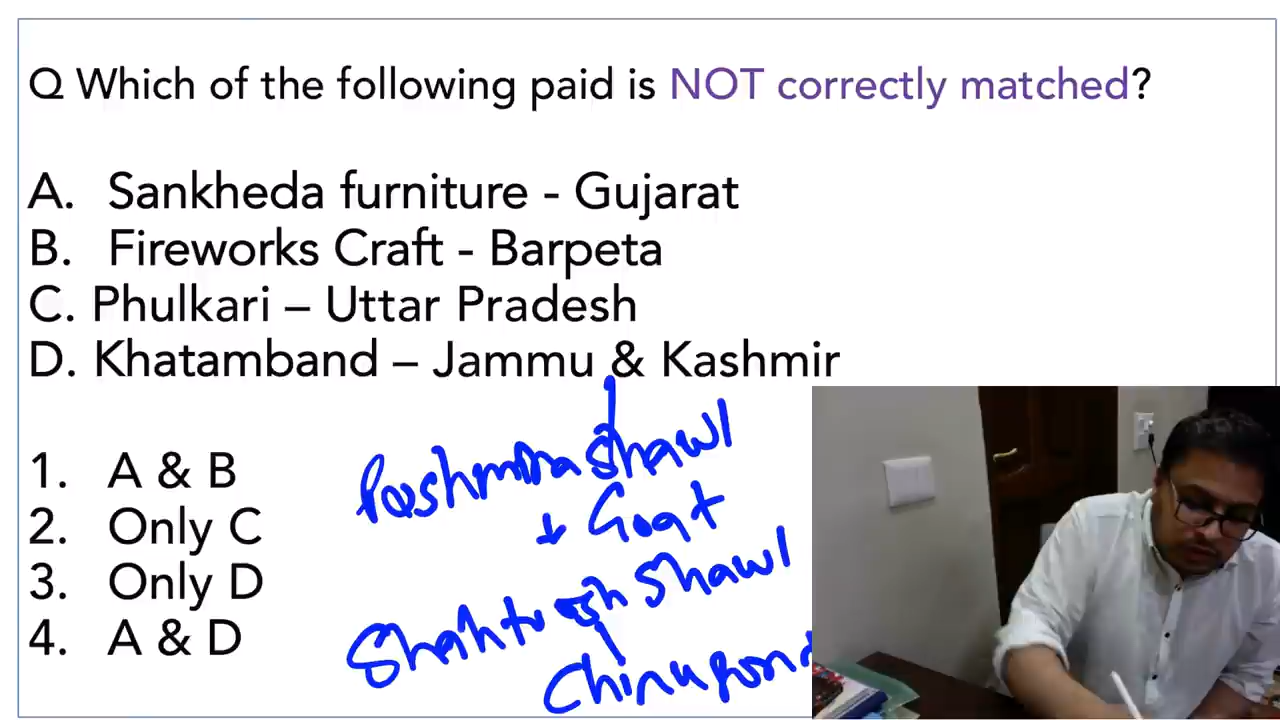 Q Which of the following paid is NOT correctly matched?
A. Sankheda furniture - Gujarat
B. Fireworks Craft - Barpeta
C. Phulkari – Uttar Pradesh
D. Khatamband – Jammu & Kashmir
1. A & B
2. Only C
3. Only D
4. A & D
Shawl
↓ Goat
Shawl